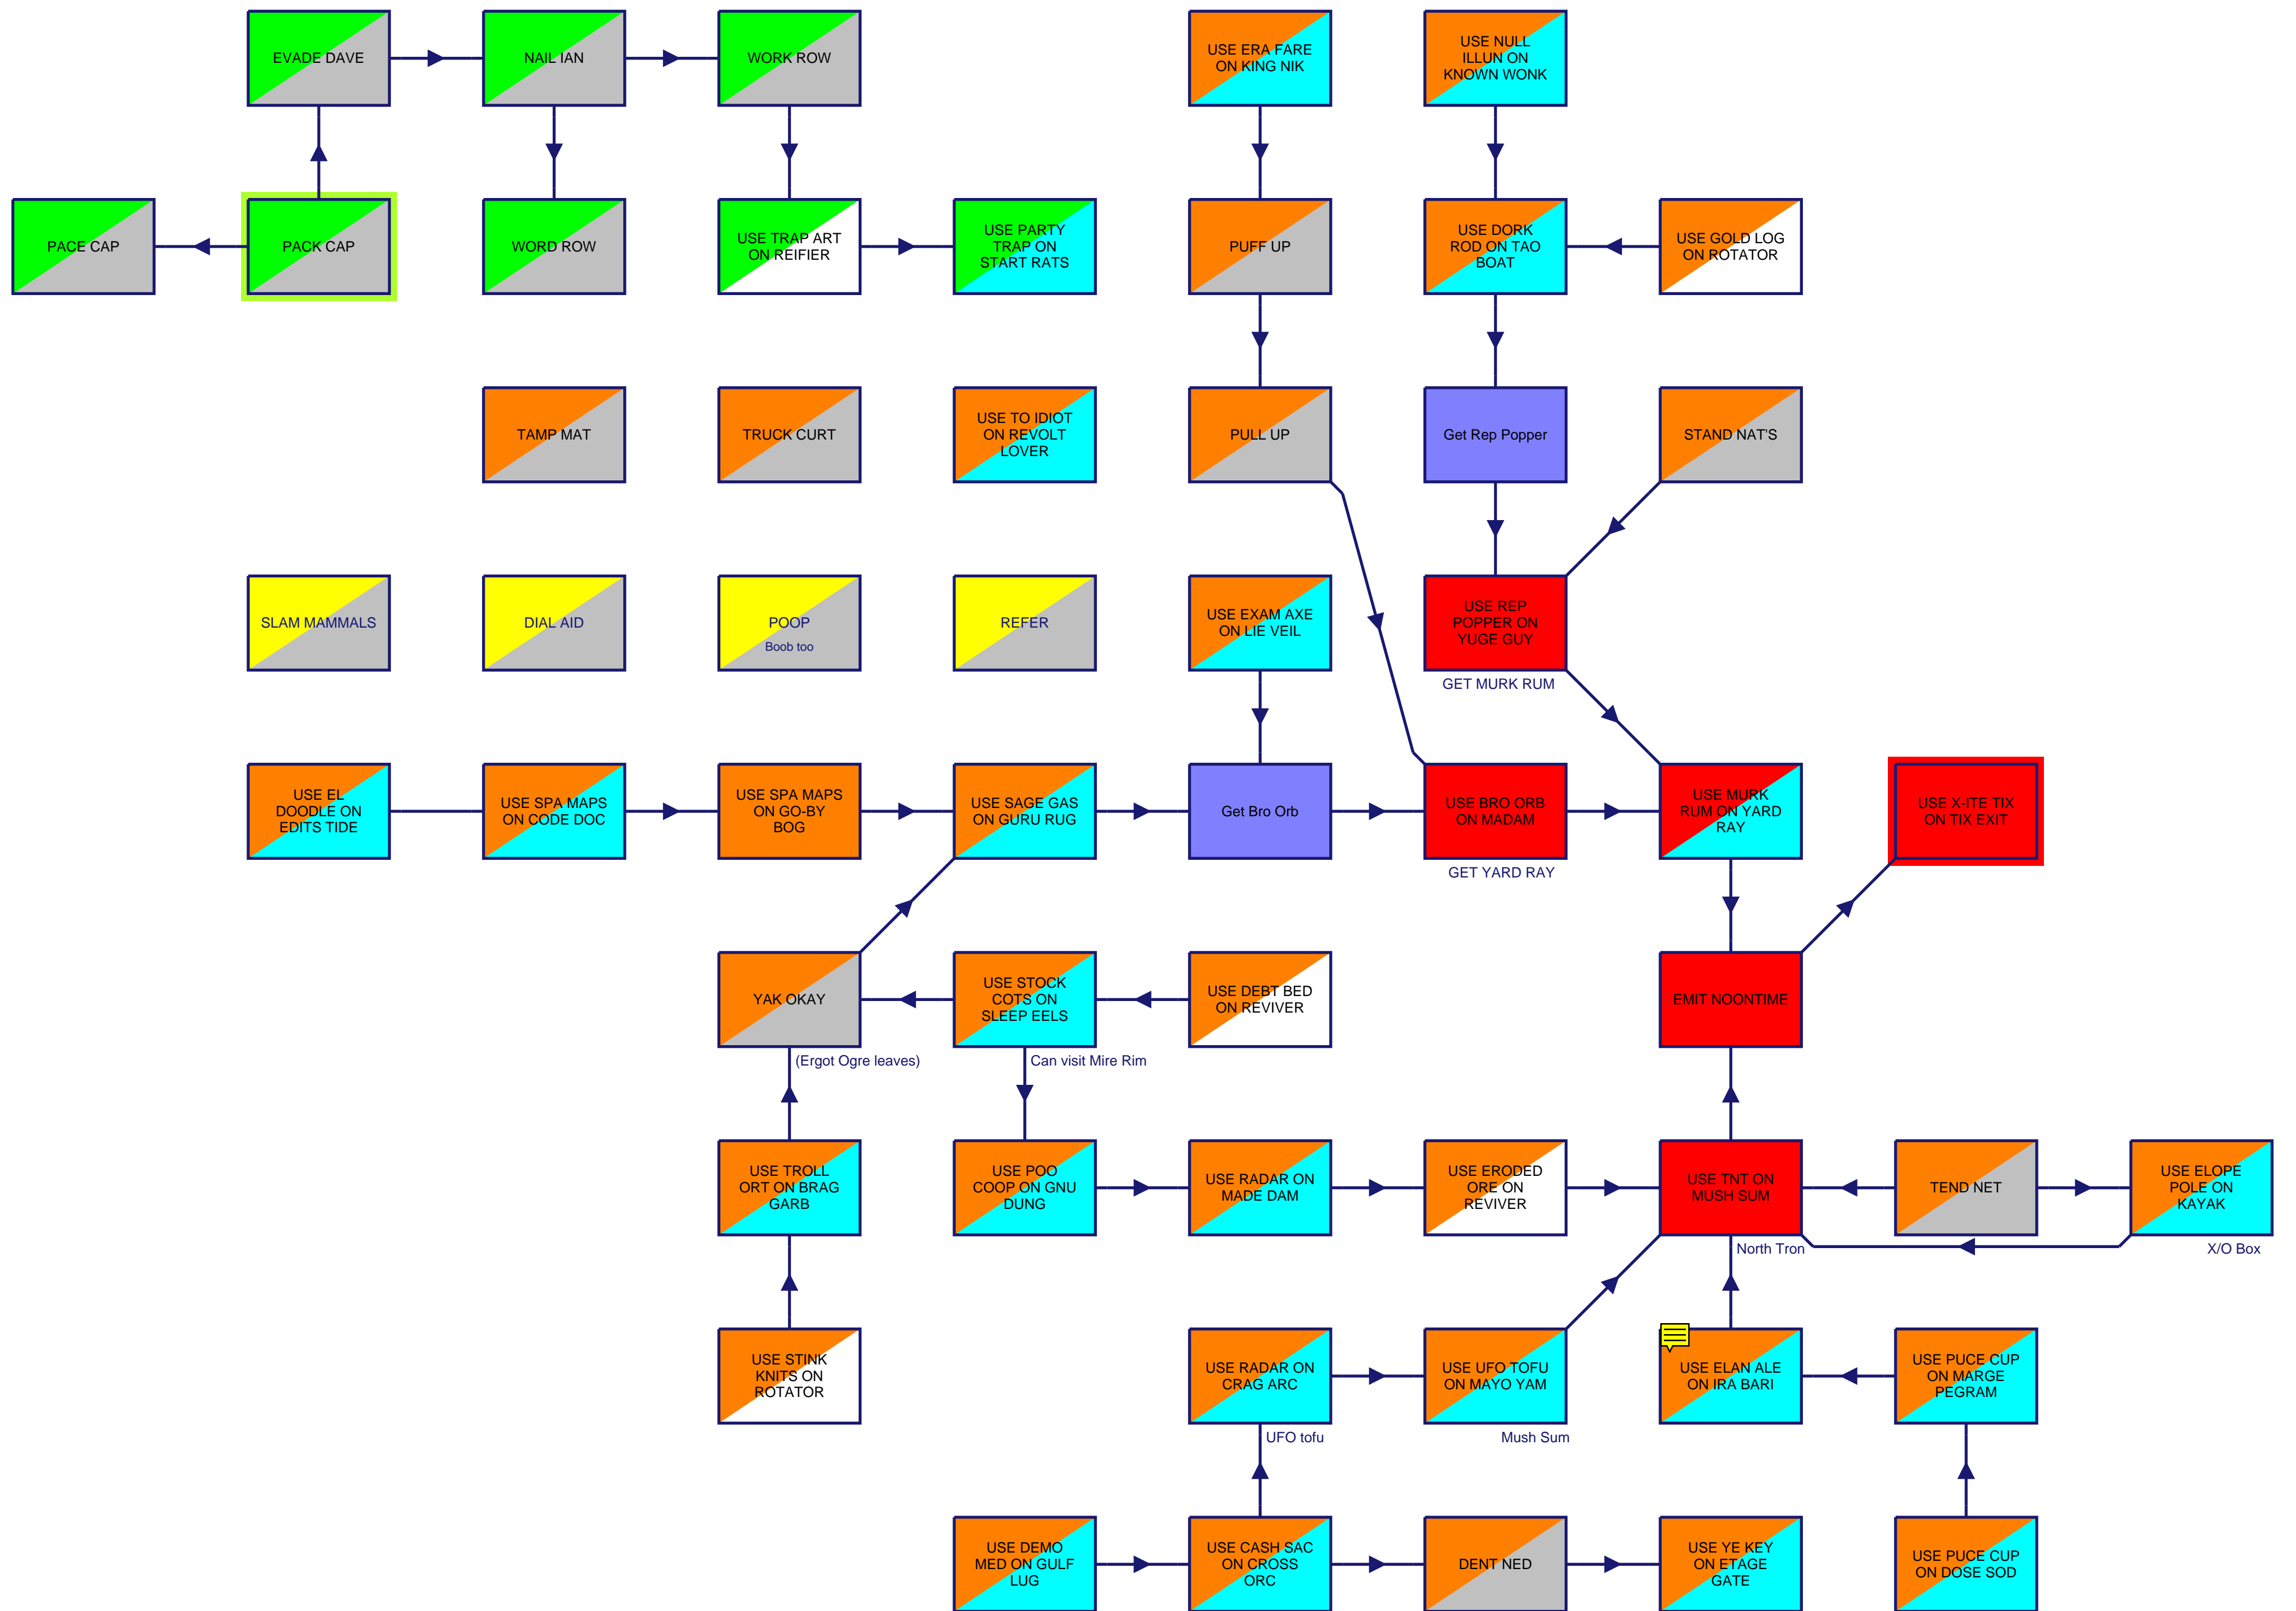 EVADE DAVE
NAIL IAN
WORK ROW
USE ERA FARE
ON KING NIK
USE NULL
ILLUN ON
KNOWN WONK
PACE CAP
PACK CAP
WORD ROW
USE TRAP ART
ON REIFIER
USE PARTY
TRAP ON
START RATS
PUFF UP
USE DORK
ROD ON TAO
BOAT
USE GOLD LOG
ON ROTATOR
TAMP MAT
TRUCK CURT
USE TO IDIOT
ON REVOLT
LOVER
PULL UP
Get Rep Popper
STAND NAT'S
SLAM MAMMALS
DIAL AID
POOP
Boob too
REFER
USE EXAM AXE
ON LIE VEIL
USE REP
POPPER ON
YUGE GUY
GET MURK RUM
USE EL
DOODLE ON
EDITS TIDE
USE SPA MAPS
ON CODE DOC
USE SPA MAPS
ON GO-BY
BOG
USE SAGE GAS
ON GURU RUG
Get Bro Orb
USE BRO ORB
ON MADAM
GET YARD RAY
USE MURK
RUM ON YARD
RAY
USE X-ITE TIX
ON TIX EXIT
YAK OKAY
(Ergot Ogre leaves)
USE STOCK
COTS ON
SLEEP EELS
Can visit Mire Rim
USE DEBT BED
ON REVIVER
EMIT NOONTIME
USE TROLL
ORT ON BRAG
GARB
USE POO
COOP ON GNU
DUNG
USE RADAR ON
MADE DAM
USE ERODED
ORE ON
REVIVER
USE TNT ON
MUSH SUM
North Tron
TEND NET
USE ELOPE
POLE ON
KAYAK
X/O Box
USE STINK
KNITS ON
ROTATOR
USE RADAR ON
CRAG ARC
UFO tofu
USE UFO TOFU
ON MAYO YAM
Mush Sum
USE ELAN ALE
ON IRA BARI
USE PUCE CUP
ON MARGE
PEGRAM
USE DEMO
MED ON GULF
LUG
USE CASH SAC
ON CROSS
ORC
DENT NED
USE YE KEY
ON ETAGE
GATE
USE PUCE CUP
ON DOSE SOD